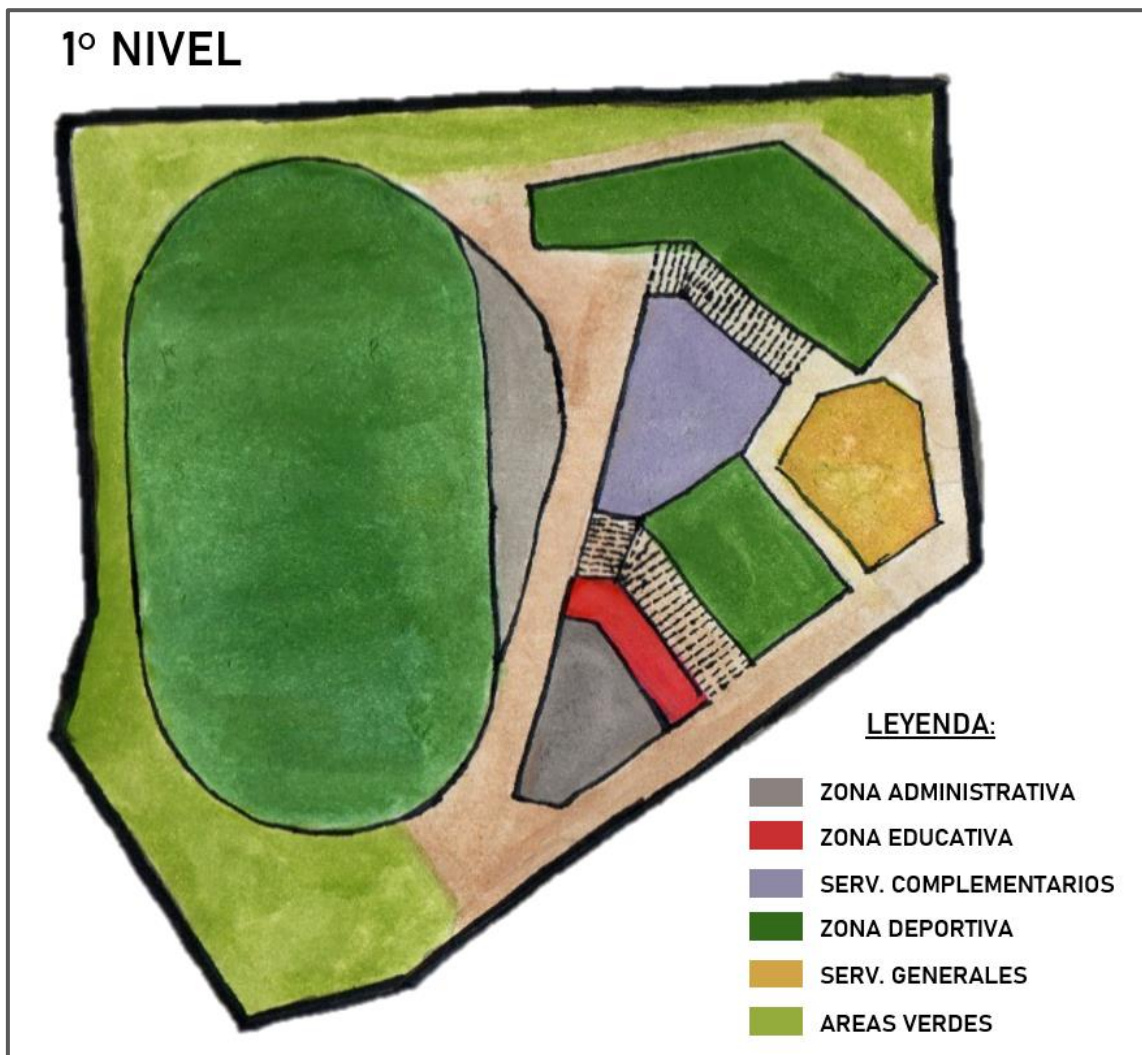 1° NIVEL
LEYENDA:
ZONA ADMINISTRATIVA
ZONA EDUCATIVA
SERV. COMPLEMENTARIOS
ZONA DEPORTIVA
SERV. GENERALES
AREAS VERDES